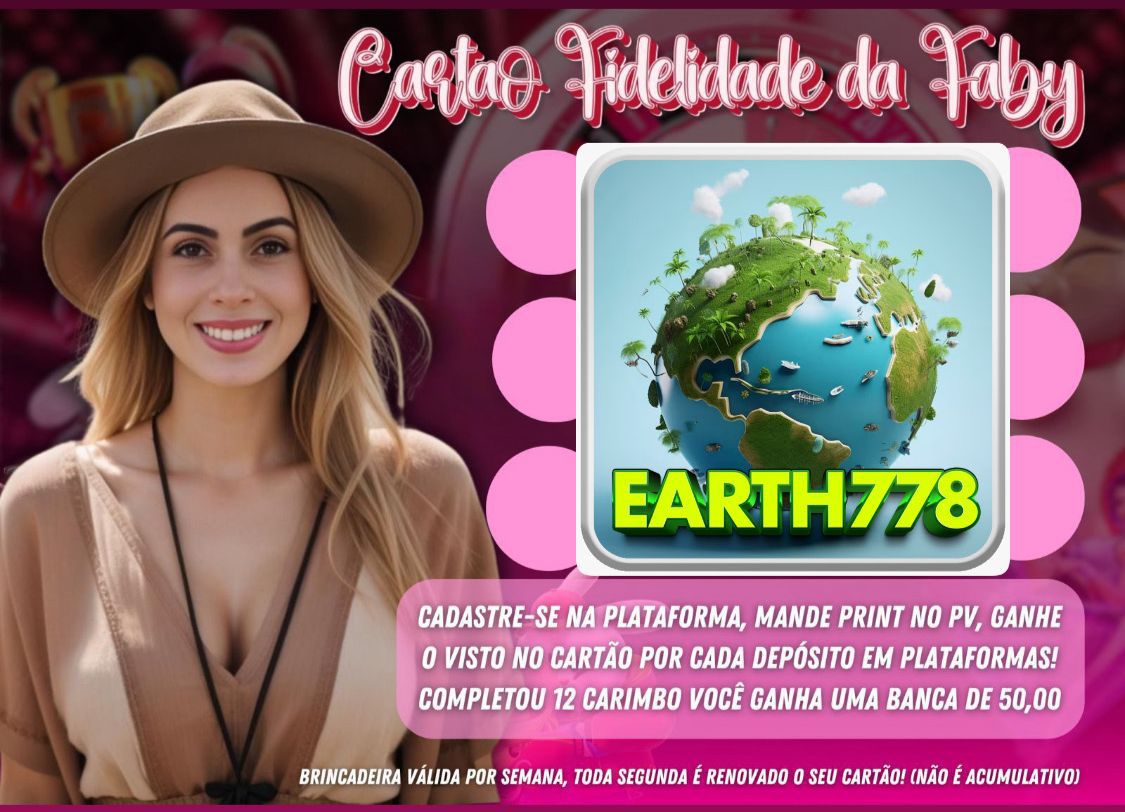 Cartao Fidelidade da Faby
EARTH778
CADASTRE-SE NA PLATAFORMA, MANDE PRINT NO PV, GANHE
O VISTO NO CARTÃO POR CADA DEPÓSITO EM PLATAFORMAS!
COMPLETOU 12 CARIMBO VOCÊ GANHA UMA BANCA DE 50,00
BRINCADEIRA VÁLIDA POR SEMANA, TODA SEGUNDA É RENOVADO O SEU CARTÃO! (NÃO É ACUMULATIVO)